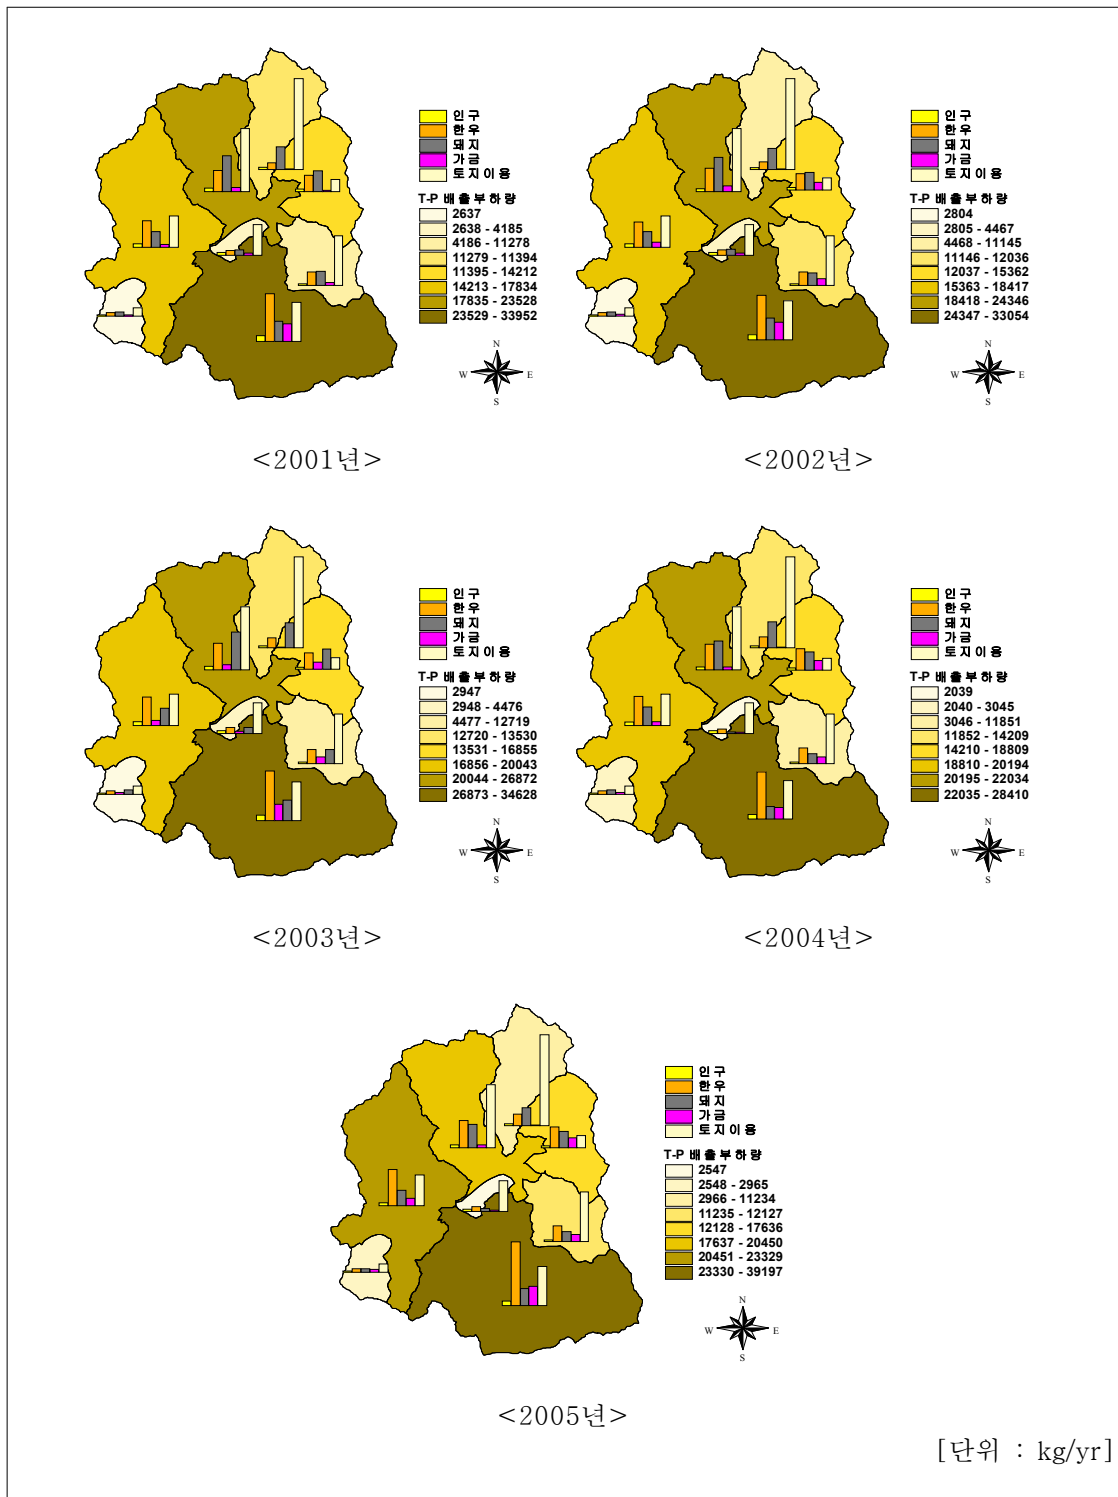 인구
한우
돼지
가금
토지이용
T-P 배출부하량
2637
2638 - 4185
4186 - 11278
11279 - 11394
11395 - 14212
14213 - 17834
17835 - 23528
23529 - 33952
N
W E
S
<2001년>
인구
한우
돼지
가금
토지이용
T-P 배출부하량
2804
2805 - 4467
4468 - 11145
11146 - 12036
12037 - 15362
15363 - 18417
18418 - 24346
24347 - 33054
N
W E
S
<2002년>
인구
한우
돼지
가금
토지이용
T-P 배출부하량
2947
2948 - 4476
4477 - 12719
12720 - 13530
13531 - 16855
16856 - 20043
20044 - 26872
26873 - 34628
N
W E
S
<2003년>
인구
한우
돼지
가금
토지이용
T-P 배출부하량
2039
2040 - 3045
3046 - 11851
11852 - 14209
14210 - 18809
18810 - 20194
20195 - 22034
22035 - 28410
N
W E
S
<2004년>
인구
한우
돼지
가금
토지이용
T-P 배출부하량
2547
2548 - 2965
2966 - 11234
11235 - 12127
12128 - 17636
17637 - 20450
20451 - 23329
23330 - 39197
N
W E
S
<2005년>
[단위 : kg/yr]